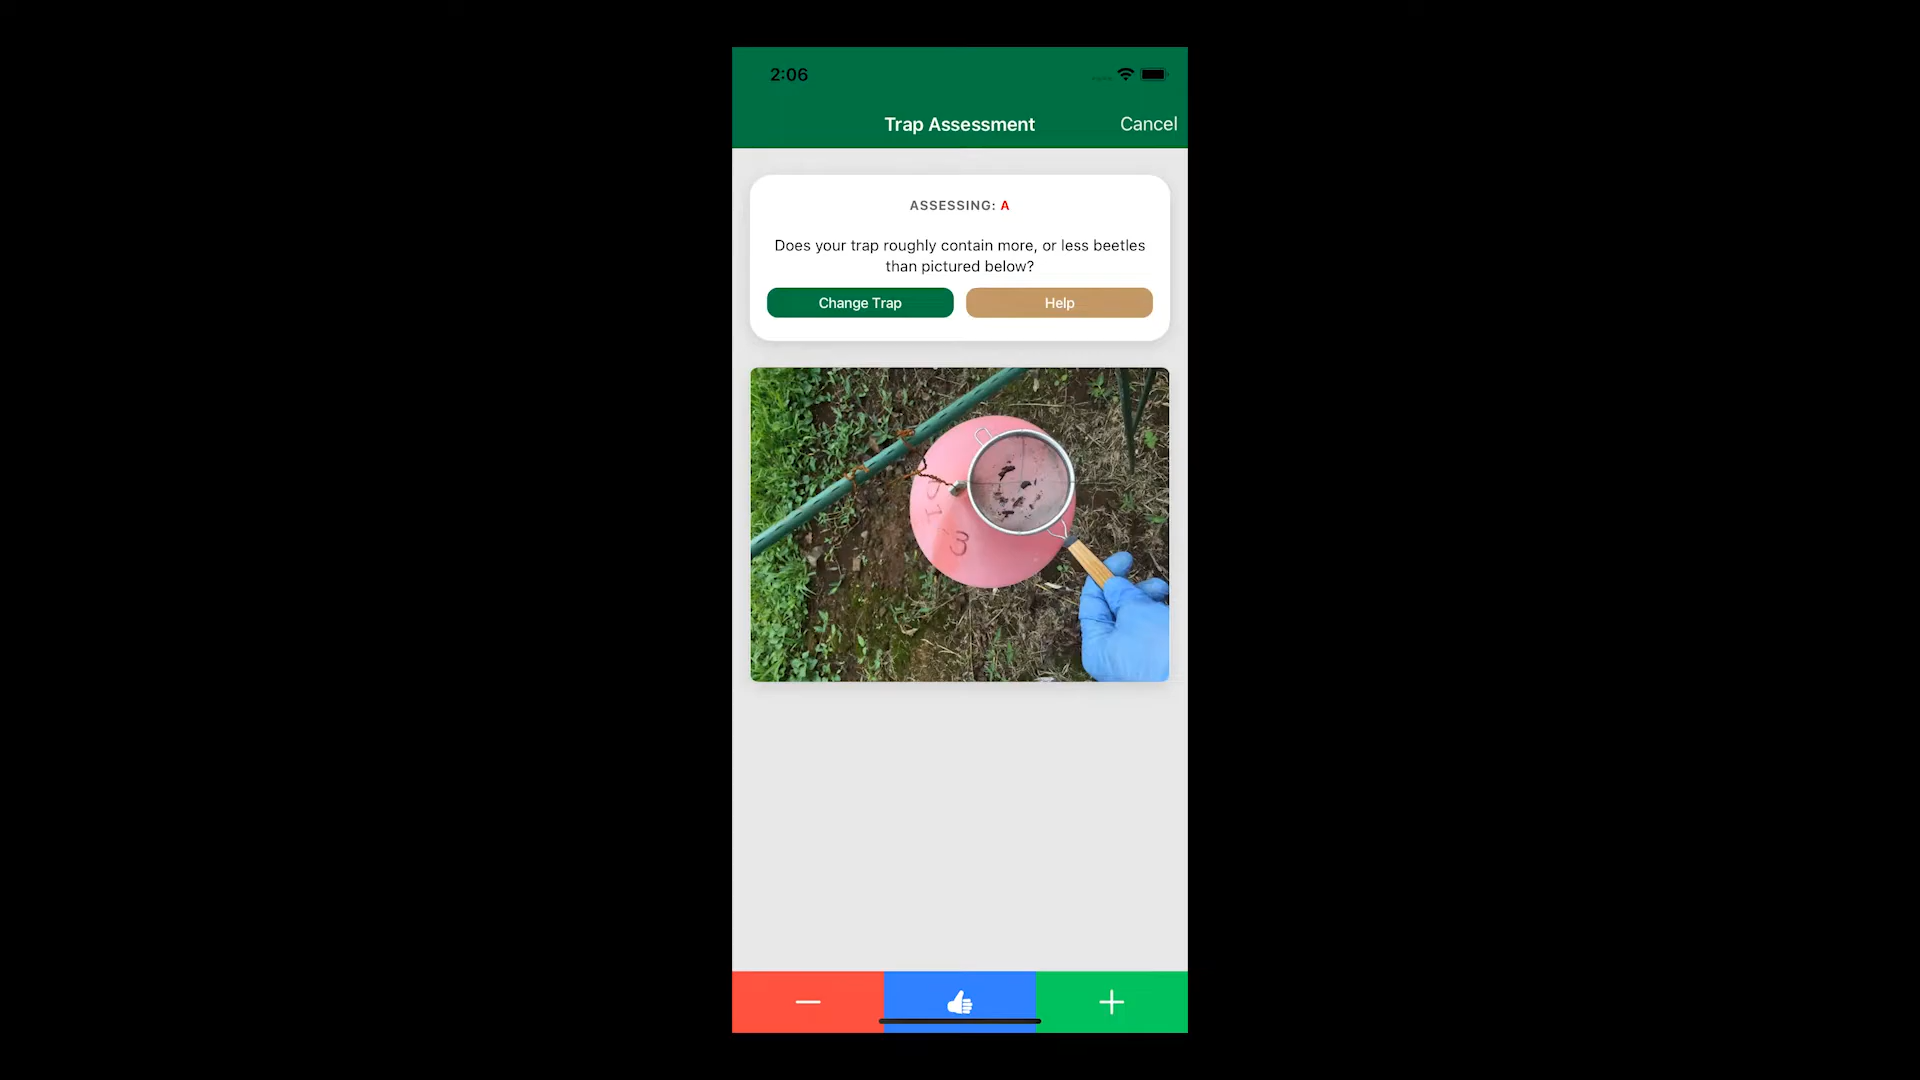 2:06
Trap Assessment
Cancel
ASSESSING: A
Does your trap roughly contain more, or less beetles
than pictured below?
Change Trap
Help
3